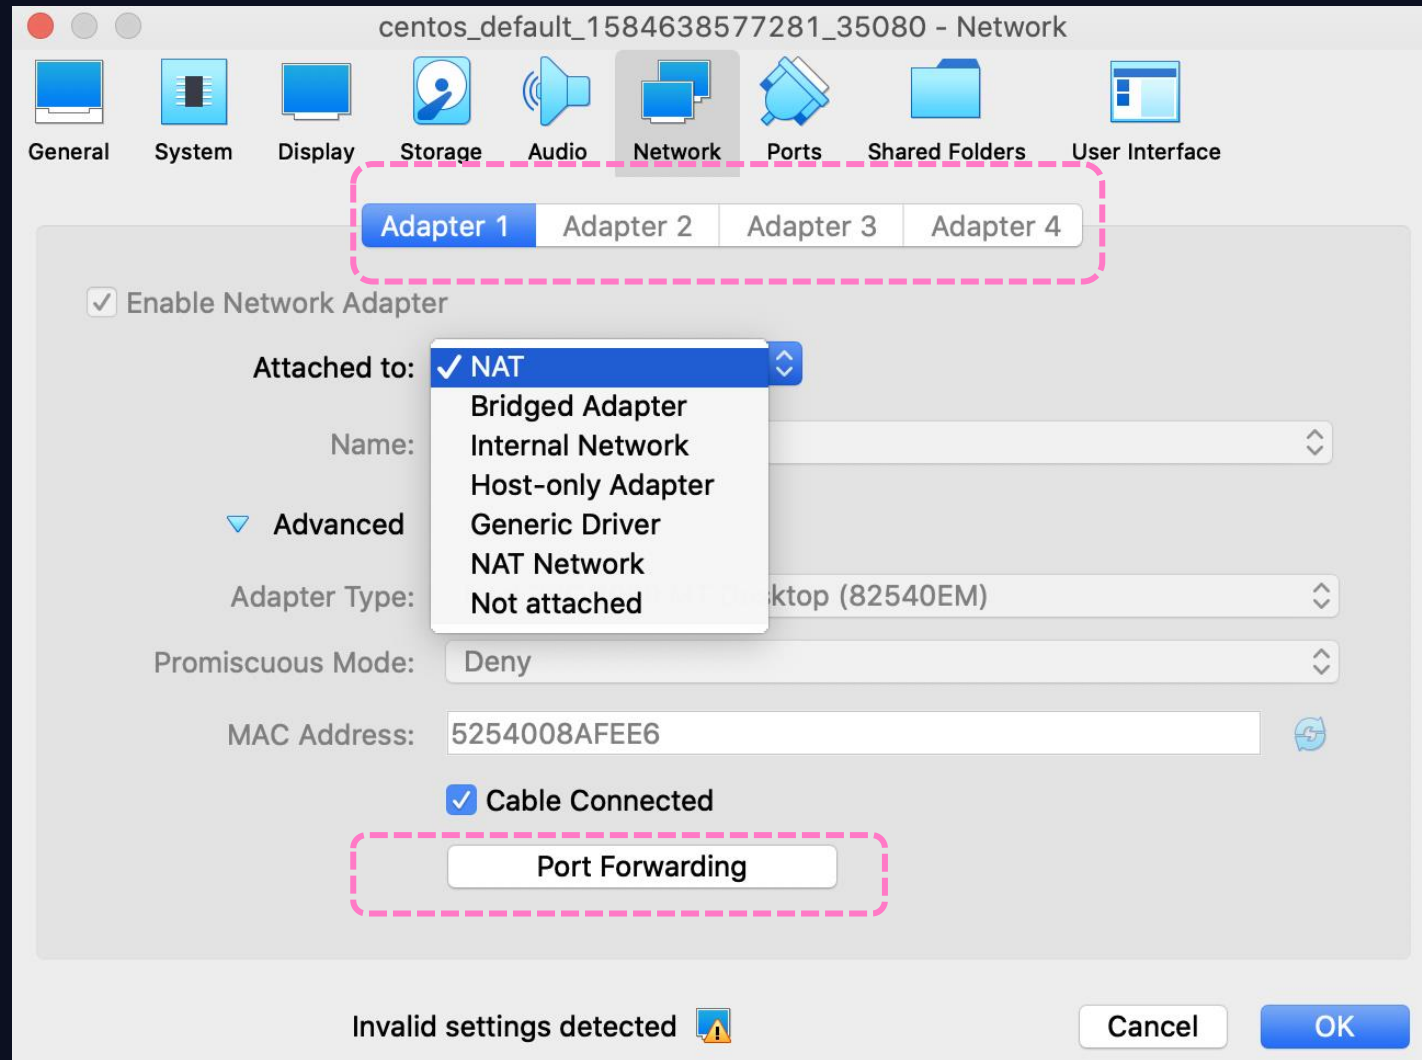 centos_default_1584638577281_35080 - Network
General System Display Storage Audio Network Ports Shared Folders User Interface
Adapter 1 Adapter 2 Adapter 3 Adapter 4
Enable Network Adapter
Attached to: NAT
Bridged Adapter
Name:
Internal Network
Host-only Adapter
Advanced
Generic Driver
NAT Network
Adapter Type: ktop (82540EM)
Not attached
Promiscuous Mode: Deny
MAC Address: 5254008AFEE6
Cable Connected
Port Forwarding
Invalid settings detected
Cancel OK